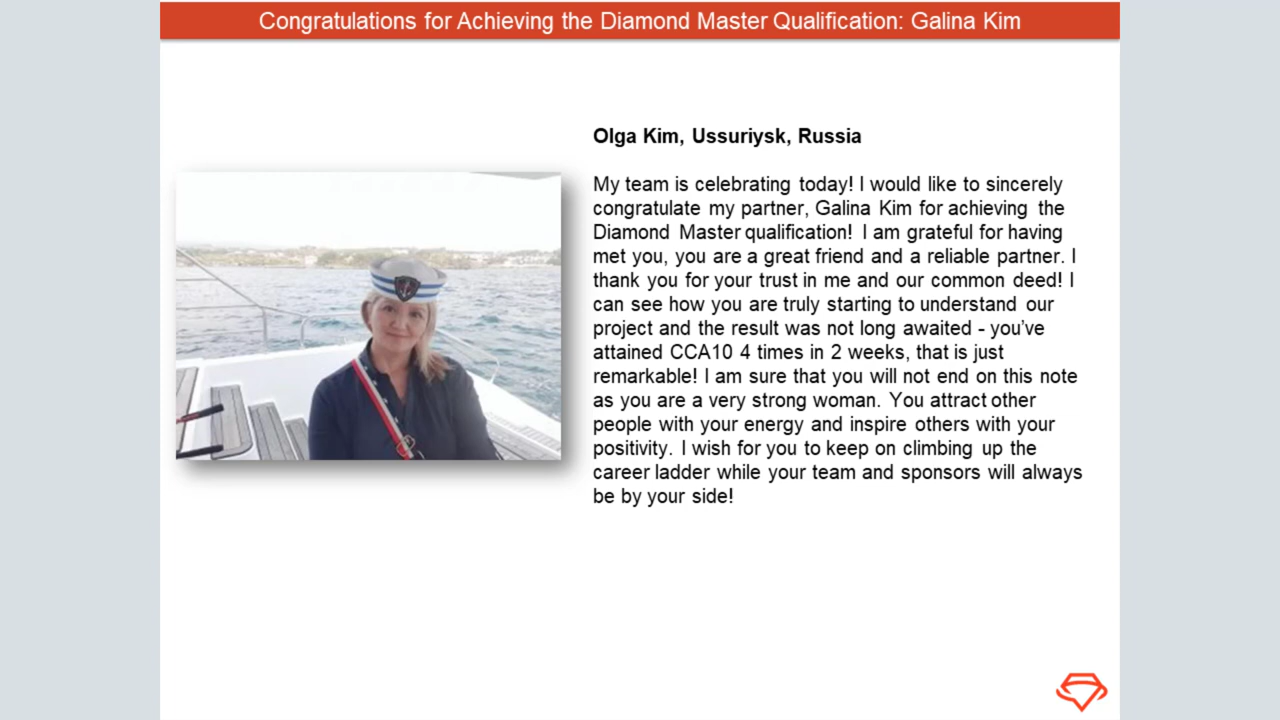 Congratulations for Achieving the Diamond Master Qualification: Galina Kim
Olga Kim, Ussuriysk, Russia
My team is celebrating today! I would like to sincerely
congratulate my partner, Galina Kim for achieving the
Diamond Master qualification! I am grateful for having
met you, you are a great friend and a reliable partner. I
thank you for your trust in me and our common deed! I
can see how you are truly starting to understand our
project and the result was not long awaited - you’ve
attained CCA10 4 times in 2 weeks, that is just
remarkable! I am sure that you will not end on this note
as you are a very strong woman. You attract other
people with your energy and inspire others with your
positivity. I wish for you to keep on climbing up the
career ladder while your team and sponsors will always
be by your side!